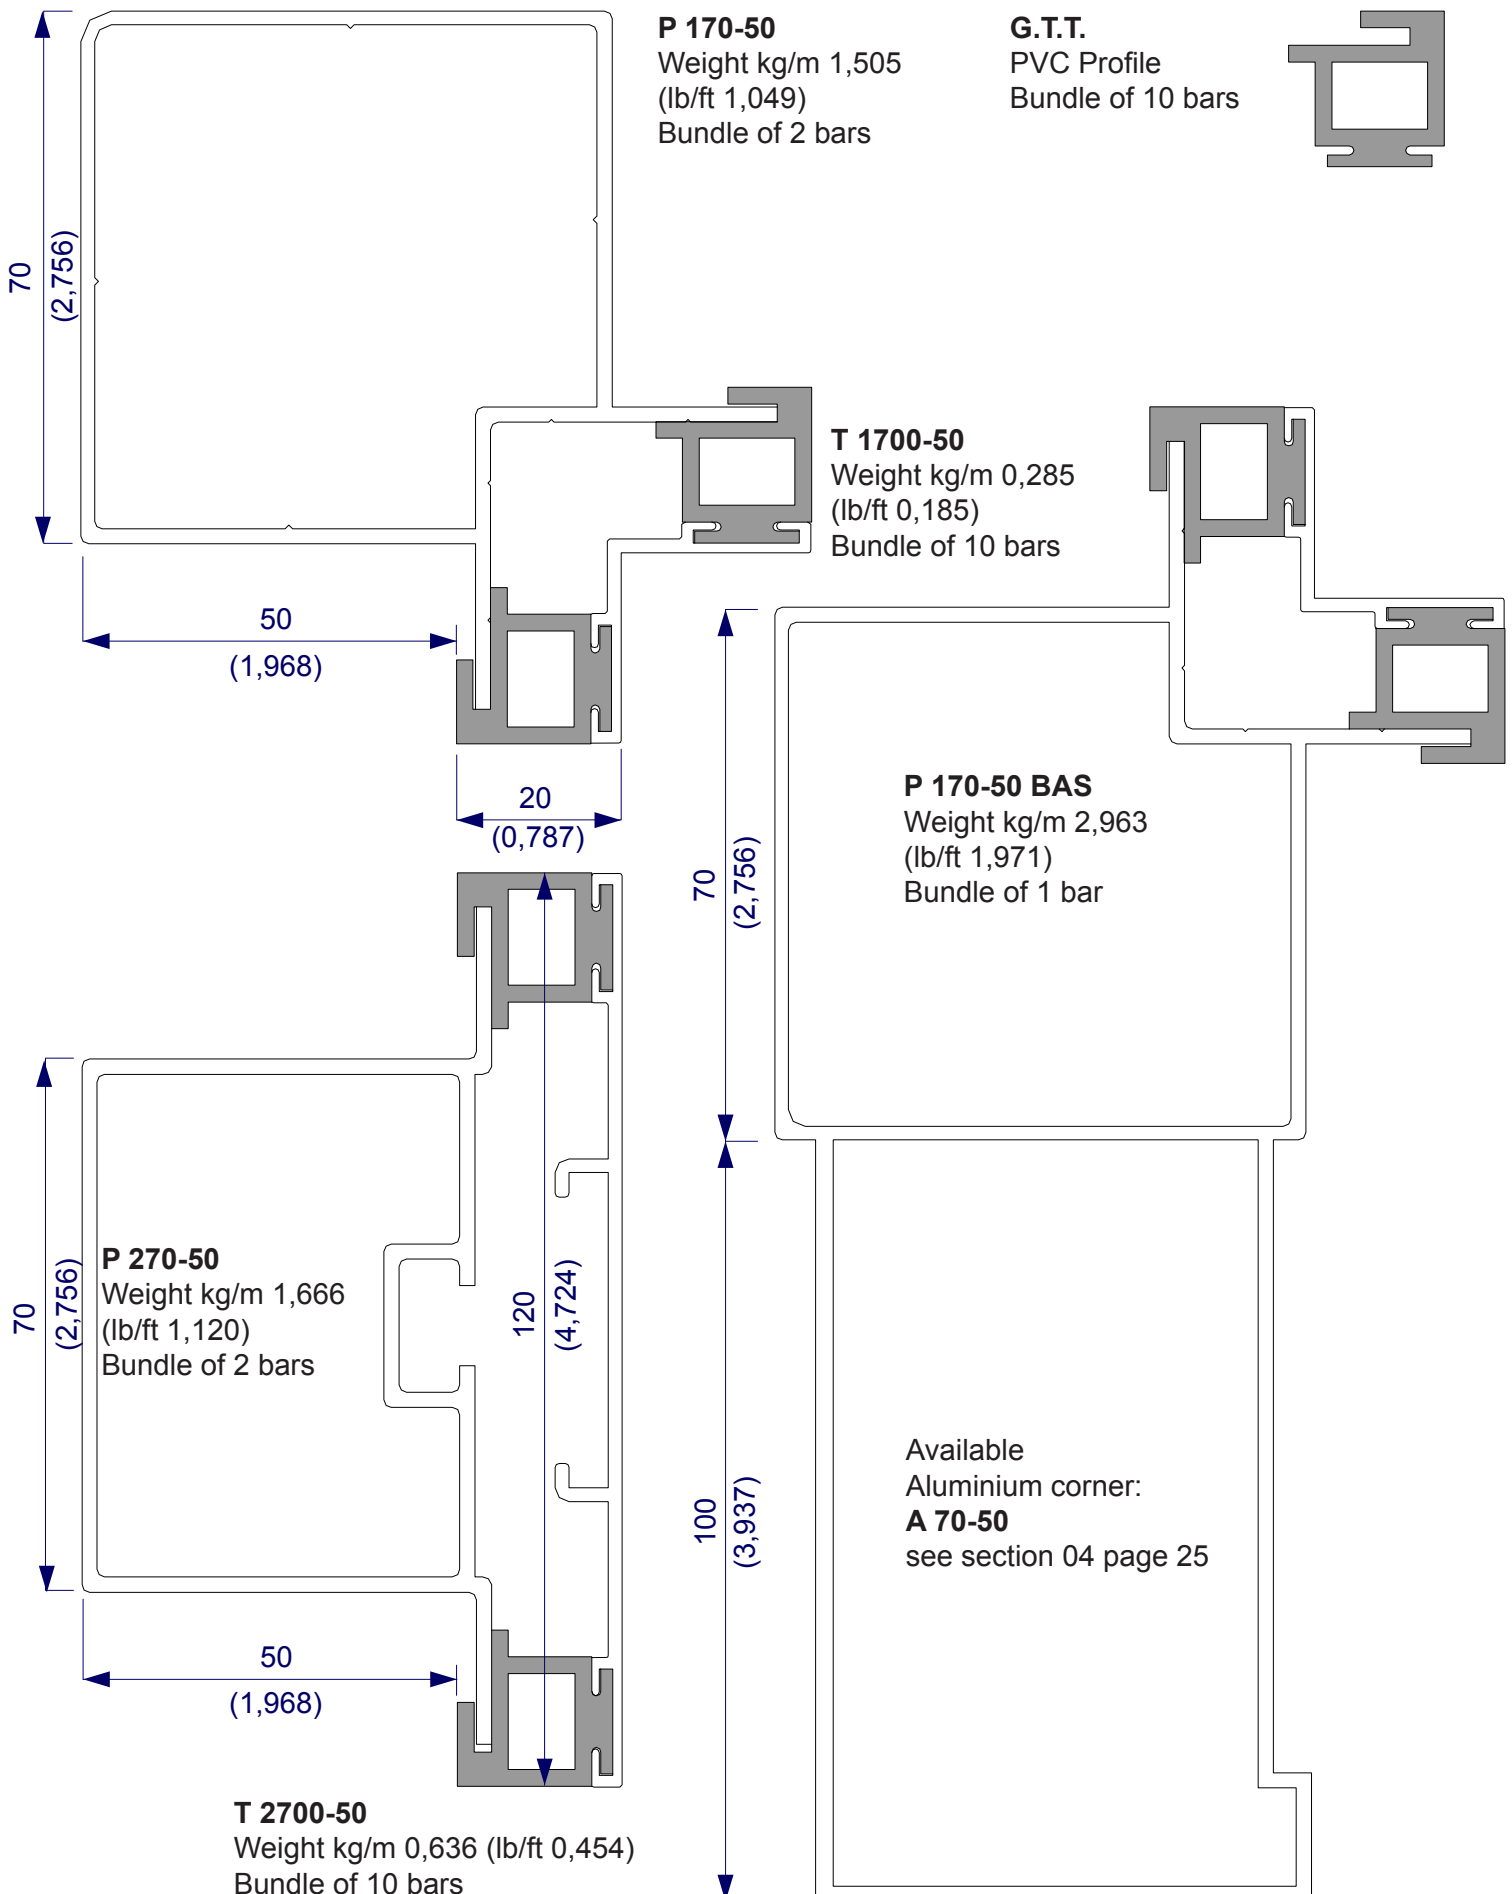 P 170-50
Weight kg/m 1,505
(lb/ft 1,049)
Bundle of 2 bars
G.T.T.
PVC Profile
Bundle of 10 bars
70
(2,756)
T 1700-50
Weight kg/m 0,285
(lb/ft 0,185)
Bundle of 10 bars
50
(1,968)
20
(0,787)
P 170-50 BAS
Weight kg/m 2,963
(lb/ft 1,971)
Bundle of 1 bar
70
(2,756)
P 270-50
Weight kg/m 1,666
(lb/ft 1,120)
Bundle of 2 bars
70
(2,756)
120
(4,724)
Available
Aluminium corner:
A 70-50
see section 04 page 25
100
(3,937)
50
(1,968)
T 2700-50
Weight kg/m 0,636 (lb/ft 0,454)
Bundle of 10 bars